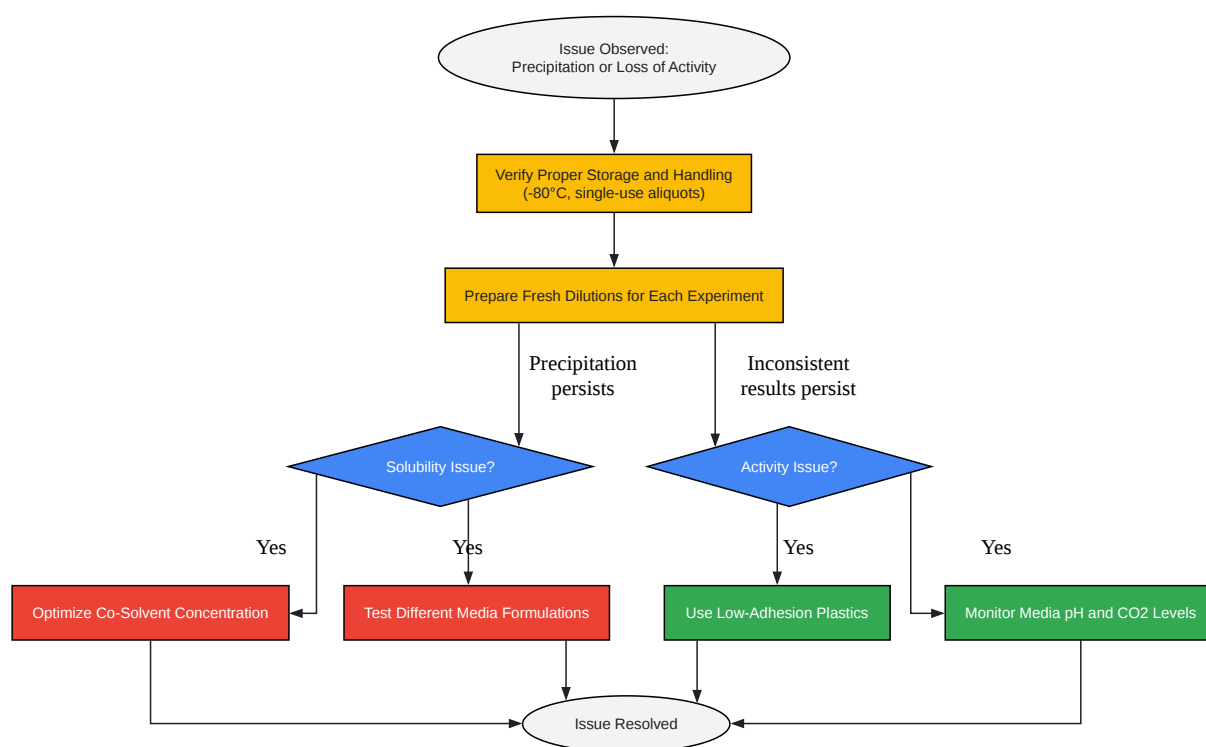 Issue Observed:
Precipitation or Loss of Activity
Verify Proper Storage and Handling
(-80°C, single-use aliquots)
Prepare Fresh Dilutions for Each Experiment
Precipitation
persists
Inconsistent
results persist
Solubility Issue?
Activity Issue?
Yes
Yes
Yes
Yes
Optimize Co-Solvent Concentration
Test Different Media Formulations
Use Low-Adhesion Plastics
Monitor Media pH and CO2 Levels
Issue Resolved